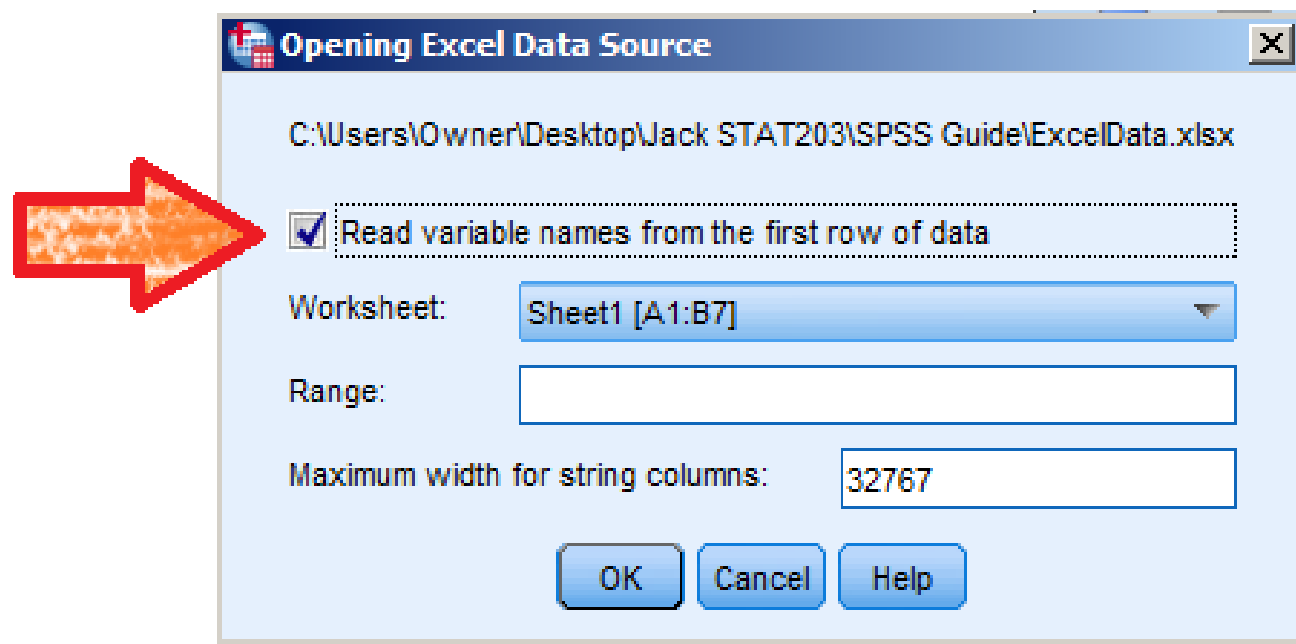 Opening Excel Data Source
C:\Users\Owner\Desktop\Jack STAT203\SPSS Guide\ExcelData.xlsx
Read variable names from the first row of data
Worksheet: Sheet1 [A1:B7]
Range:
Maximum width for string columns: 32767
OK Cancel Help